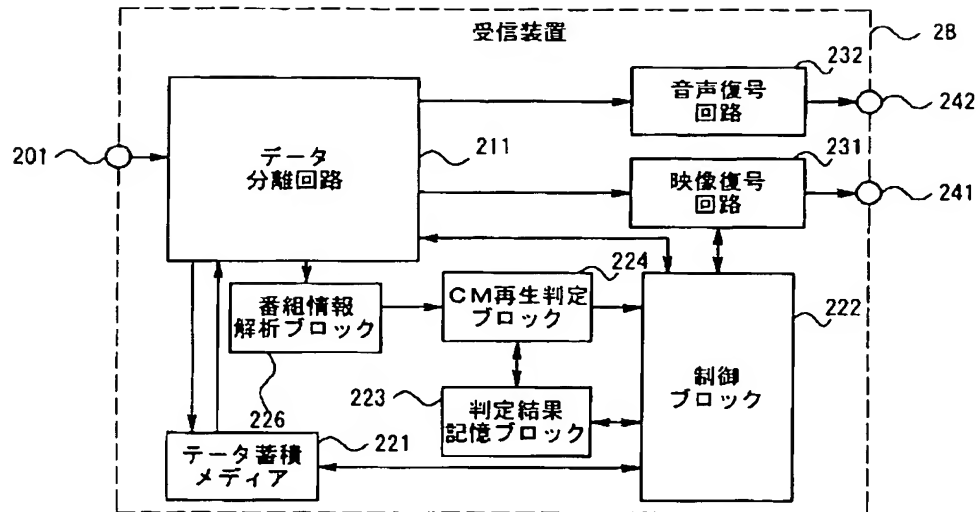 受信装置
2B
232
音声復号
回路
242
201
データ
分離回路
211
231
映像復号
回路
241
224
番組情報
解析ブロック
CM再生判定
ブロック
222
制御
ブロック
223
226
判定結果
記憶ブロック
221
データ蓄積
メディア